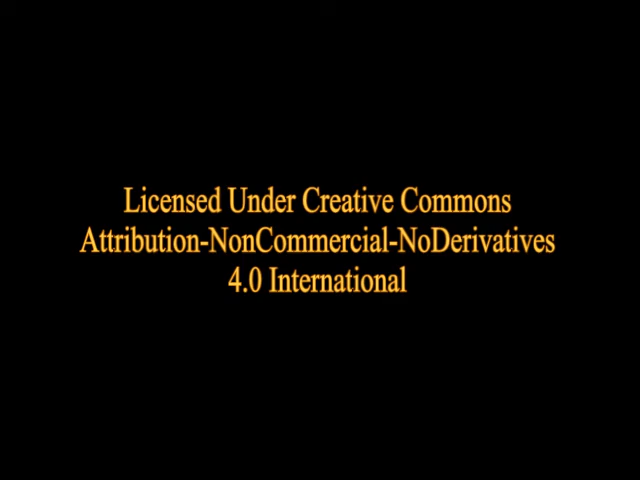 Licensed Under Creative Commons
Attribution-NonCommercial-NoDerivatives
4.0 International